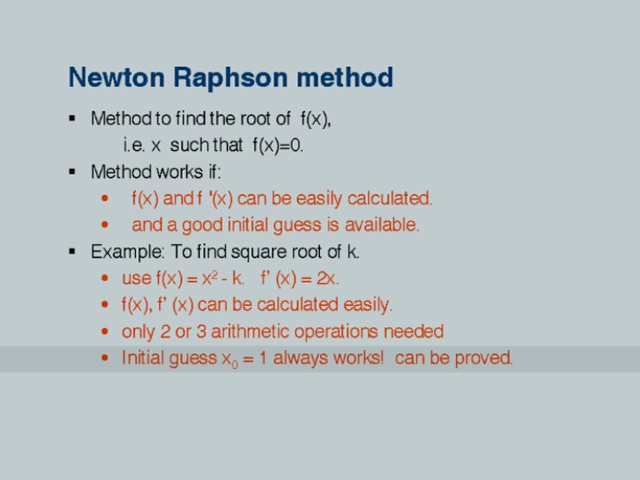 Newton Raphson method
▪ Method to find the root of f(x),
i.e. x such that f(x)=0.
▪ Method works if:
• f(x) and f '(x) can be easily calculated.
• and a good initial guess is available.
▪ Example: To find square root of k.
• use f(x) = x² - k. f’ (x) = 2x.
• f(x), f’ (x) can be calculated easily.
• only 2 or 3 arithmetic operations needed
• Initial guess x₀ = 1 always works! can be proved.